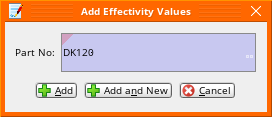 Add Effectivity Values
Part No: DK120
Add Add and New Cancel